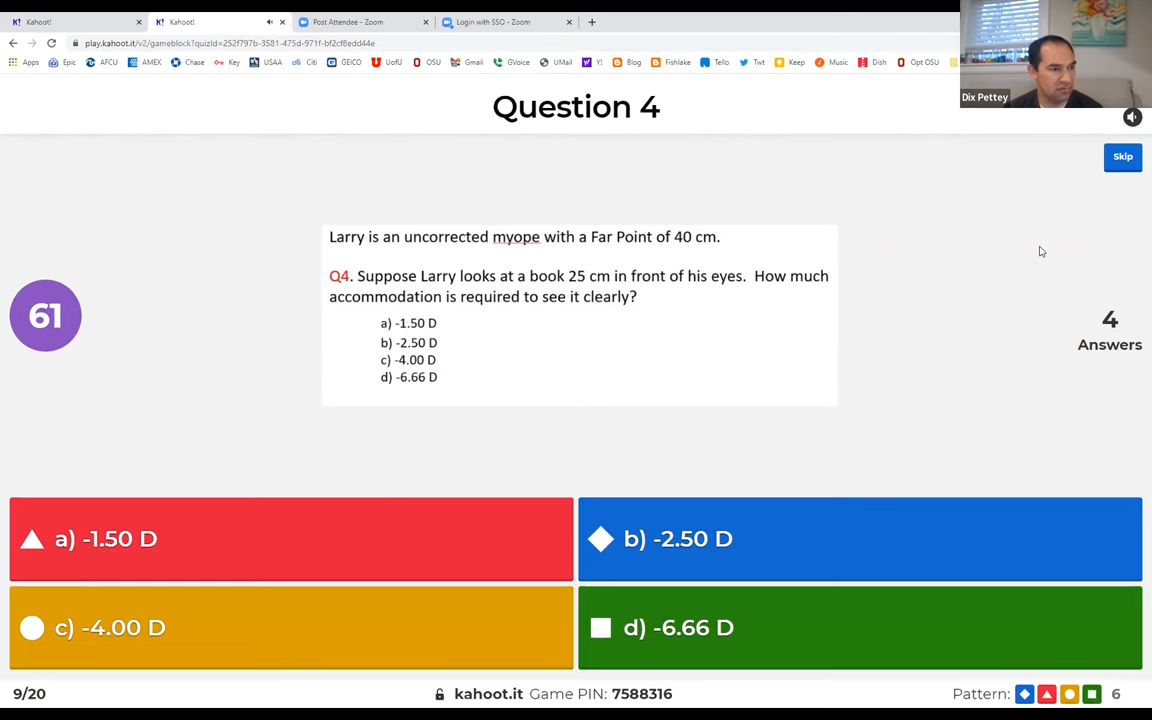 Kahoot!
Kahoot!
Post Attendee - Zoom
Login with SSO - Zoom
play.kahoot.it/v2/gameblock?quizId=252f797b-3581-475d-971f-bf2cf8edd44e
Apps Epic AFCU AMEX Chase Key USAA Citi GEICO UofU OSU Gmail GVoice UMail Y! Blog Fishlake Tello Twt Keep Music Dish Opt OSU
Dix Pettey
Question 4
Skip
Larry is an uncorrected myope with a Far Point of 40 cm.
Q4. Suppose Larry looks at a book 25 cm in front of his eyes. How much
accommodation is required to see it clearly?
a) -1.50 D
b) -2.50 D
c) -4.00 D
d) -6.66 D
61
4
Answers
a) -1.50 D
b) -2.50 D
c) -4.00 D
d) -6.66 D
9/20
kahoot.it Game PIN: 7588316
Pattern: 6